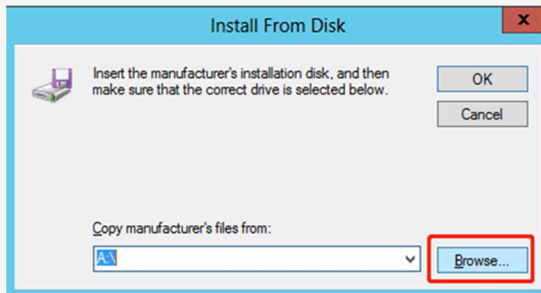 Install From Disk
x
Insert the manufacturer's installation disk, and then
make sure that the correct drive is selected below.
OK
Cancel
Copy manufacturer's files from:
A:\
Browse...